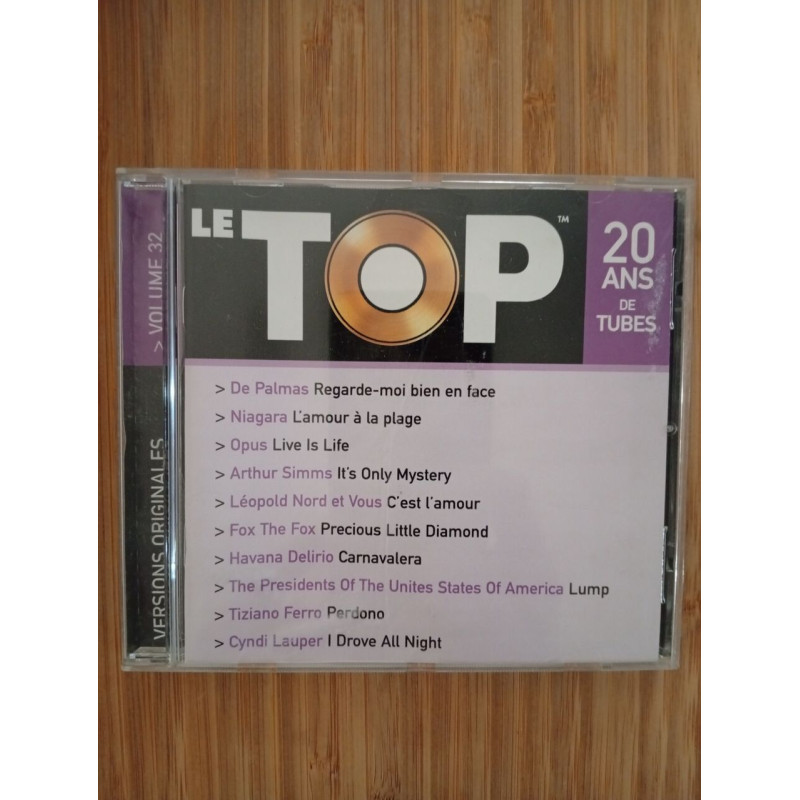 LE TOP™
20
ANS
DE
TUBES
> VOLUME 32
VERSIONS ORIGINALES
> De Palmas Regarde-moi bien en face
> Niagara L'amour à la plage
> Opus Live Is Life
> Arthur Simms It's Only Mystery
> Léopold Nord et Vous C'est l'amour
> Fox The Fox Precious Little Diamond
> Havana Delirio Carnavalera
> The Presidents Of The Unites States Of America Lump
> Tiziano Ferro Perdono
> Cyndi Lauper I Drove All Night